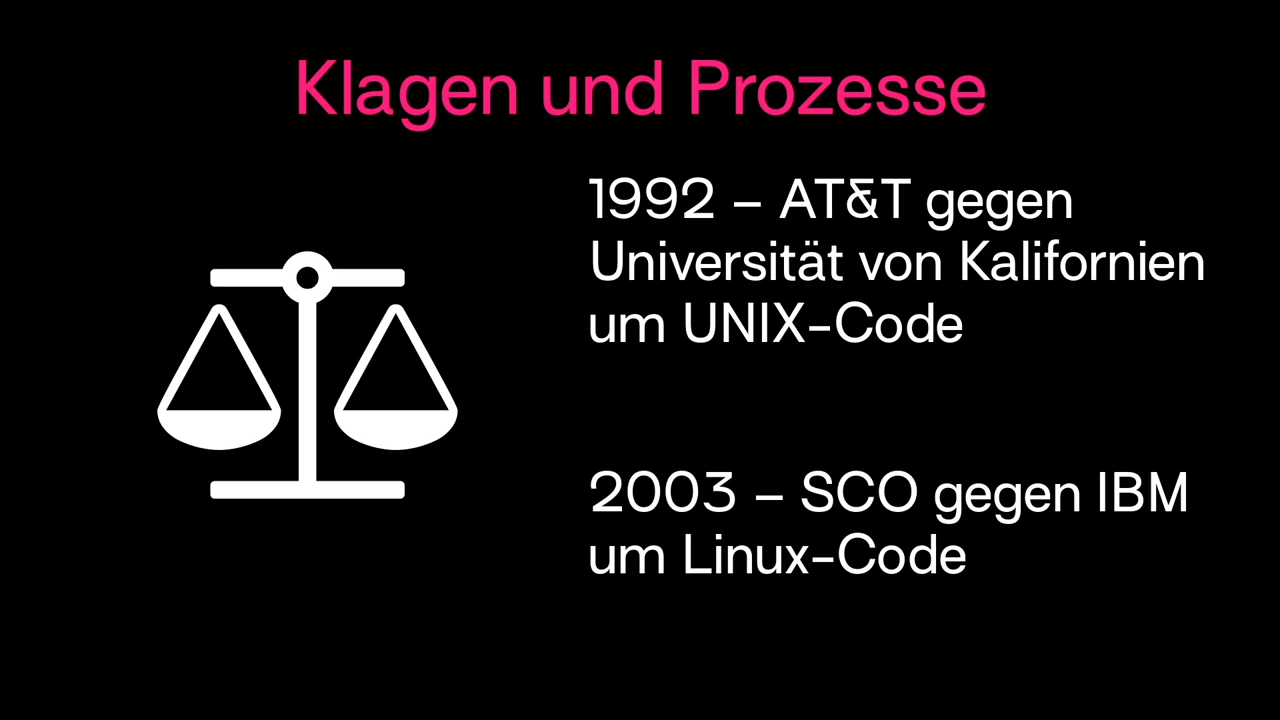 Klagen und Prozesse
1992 – AT&T gegen
Universität von Kalifornien
um UNIX-Code
2003 – SCO gegen IBM
um Linux-Code